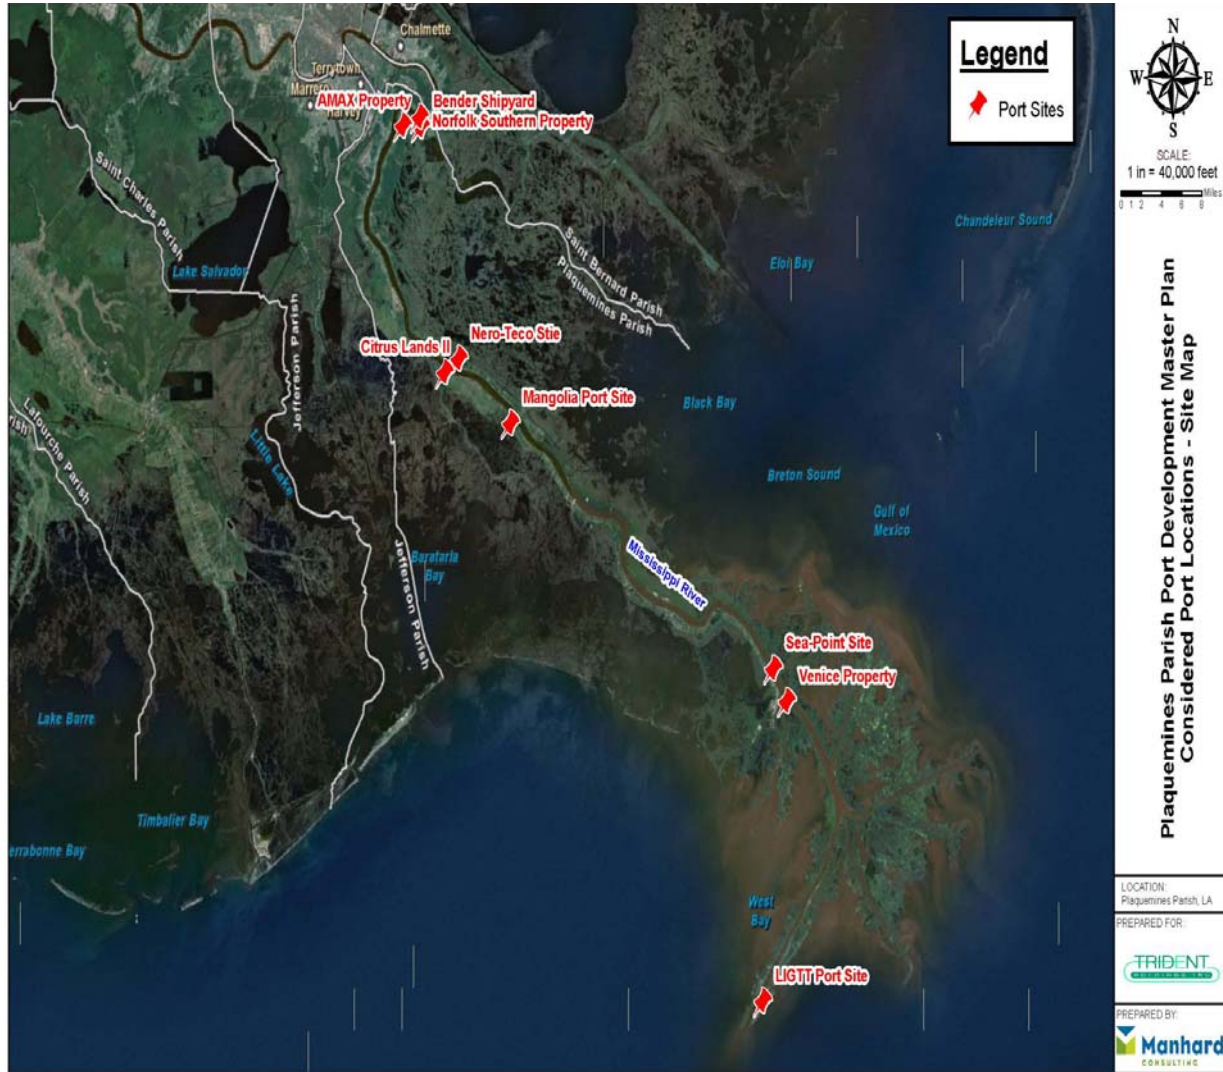 Chalmette
Terrytown
Marrero
Harvey
AMAX Property
Bender Shipyard
Norfolk Southern Property
Saint Charles Parish
Lake Salvador
Jefferson Parish
Saint Bernard Parish
Plaquemines Parish
Chandeleur Sound
Eloi Bay
Citrus Lands II
Nero-Teco Stie
Mangolia Port Site
Black Bay
Lafourche Parish
rish
Little Lake
Breton Sound
Gulf of
Mexico
Barataria
Bay
Jefferson Parish
Mississippi River
Sea-Point Site
Venice Property
Lake Barre
Timbalier Bay
errabonne Bay
West
Bay
LIGTT Port Site
Legend
Port Sites
N
W E
S
SCALE:
1 in = 40,000 feet
Miles
0 1 2 4 6 8
Plaquemines Parish Port Development Master Plan
Considered Port Locations - Site Map
LOCATION:
Plaquemines Parish, LA
PREPARED FOR:
TRIDENT
HOLDINGS INC
PREPARED BY:
Manhard
CONSULTING